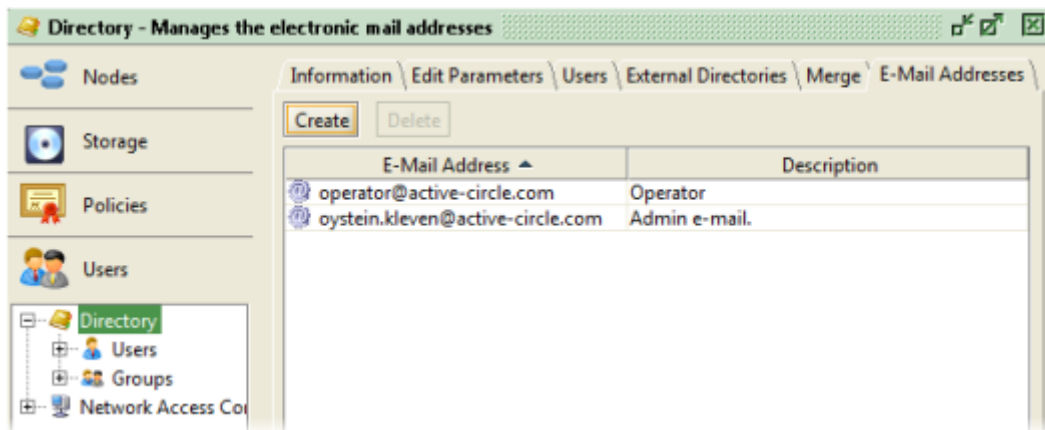 Directory - Manages the electronic mail addresses
Nodes
Storage
Policies
Users
Directory
Users
Groups
Network Access
Information \ Edit Parameters \ Users \ External Directories \ Merge \ E-Mail Addresses \
Create Delete
E-Mail Address Description
operator@active-circle.com Operator
oystein.kleven@active-circle.com Admin e-mail.